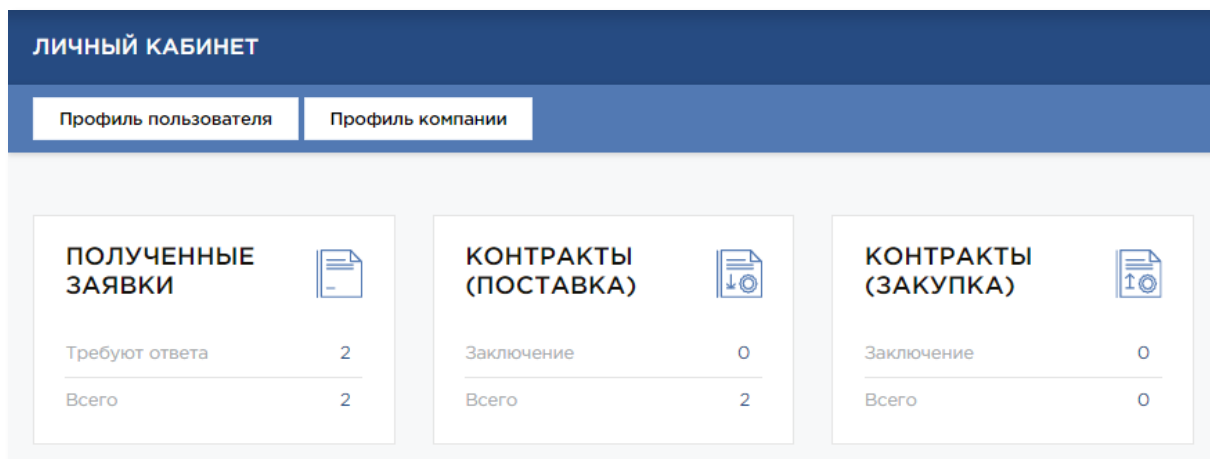 ЛИЧНЫЙ КАБИНЕТ
Профиль пользователя
Профиль компании
ПОЛУЧЕННЫЕ
ЗАЯВКИ
Требуют ответа 2
Всего 2
КОНТРАКТЫ
(ПОСТАВКА)
Заключение 0
Всего 2
КОНТРАКТЫ
(ЗАКУПКА)
Заключение 0
Всего 0